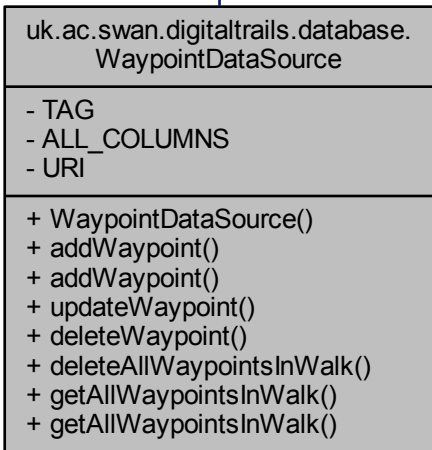 uk.ac.swan.digitaltrails.database.
WaypointDataSource
- TAG
- ALL_COLUMNS
- URI
+ WaypointDataSource()
+ addWaypoint()
+ addWaypoint()
+ updateWaypoint()
+ deleteWaypoint()
+ deleteAllWaypointsInWalk()
+ getAllWaypointsInWalk()
+ getAllWaypointsInWalk()